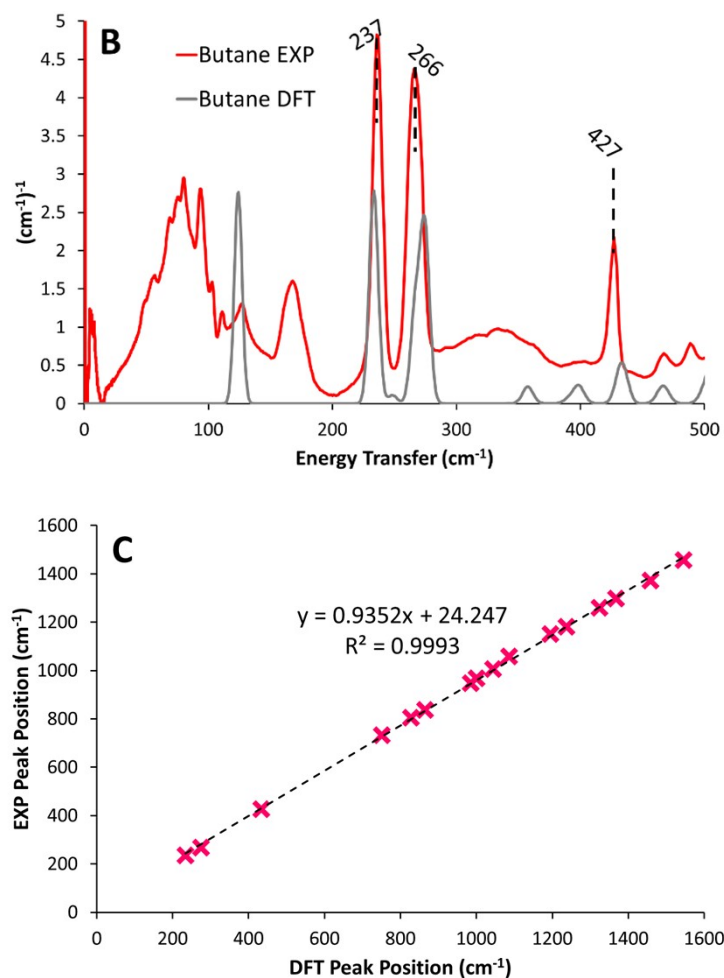 B
Butane EXP
Butane DFT
237
266
427
5
4.5
4
3.5
3
2.5
2
1.5
1
0.5
0
(cm⁻¹)⁻¹
0 100 200 300 400 500
Energy Transfer (cm⁻¹)
C
y = 0.9352x + 24.247
R² = 0.9993
1600
1400
1200
1000
800
600
400
200
0
EXP Peak Position (cm⁻¹)
0 200 400 600 800 1000 1200 1400 1600
DFT Peak Position (cm⁻¹)